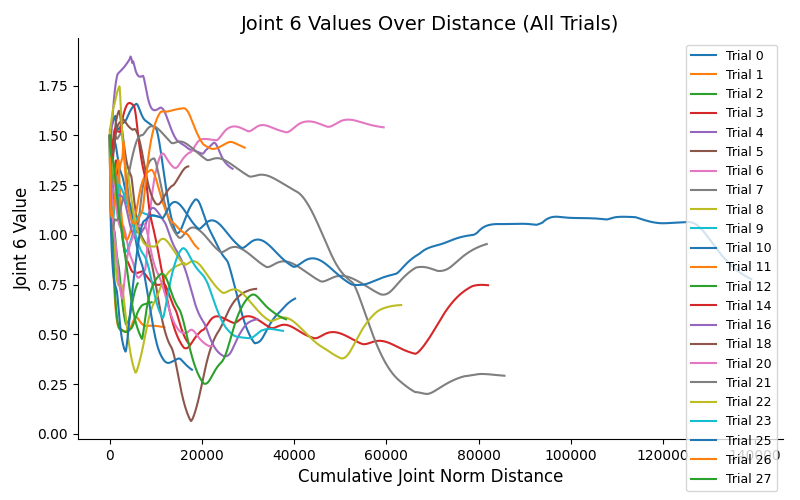 Joint 6 Values Over Distance (All Trials)
Joint 6 Value
1.75
1.50
1.25
1.00
0.75
0.50
0.25
0.00
0
20000
40000
60000
80000
100000
120000
140000
Cumulative Joint Norm Distance
Trial 0
Trial 1
Trial 2
Trial 3
Trial 4
Trial 5
Trial 6
Trial 7
Trial 8
Trial 9
Trial 10
Trial 11
Trial 12
Trial 14
Trial 16
Trial 18
Trial 20
Trial 21
Trial 22
Trial 23
Trial 25
Trial 26
Trial 27